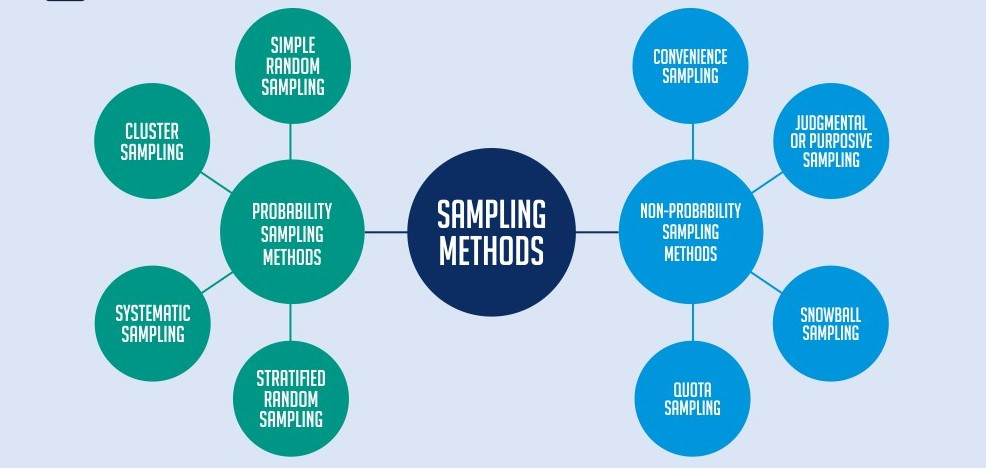 SIMPLE
RANDOM
SAMPLING
CLUSTER
SAMPLING
PROBABILITY
SAMPLING
METHODS
SYSTEMATIC
SAMPLING
STRATIFIED
RANDOM
SAMPLING
SAMPLING
METHODS
CONVENIENCE
SAMPLING
JUDGMENTAL
OR PURPOSIVE
SAMPLING
NON-PROBABILITY
SAMPLING
METHODS
SNOWBALL
SAMPLING
QUOTA
SAMPLING